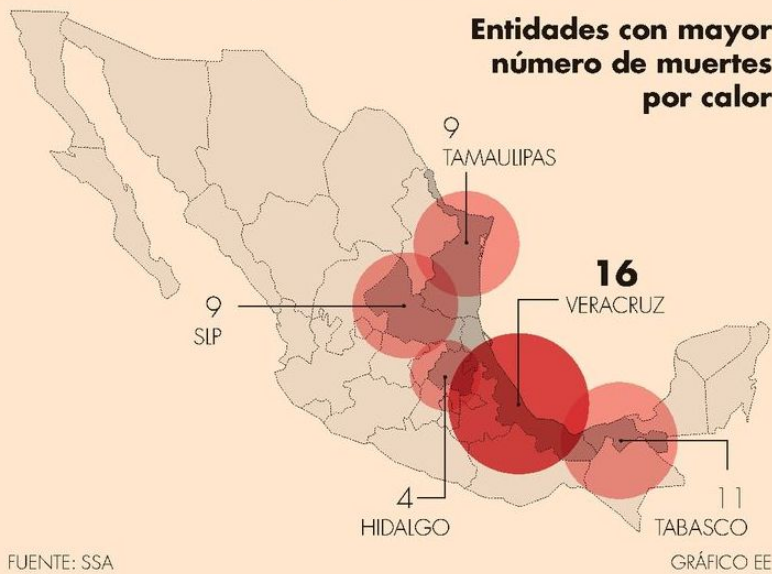 Entidades con mayor
número de muertes
por calor
9
TAMAULIPAS
16
VERACRUZ
9
SLP
4
HIDALGO
11
TABASCO
FUENTE: SSA
GRÁFICO EE